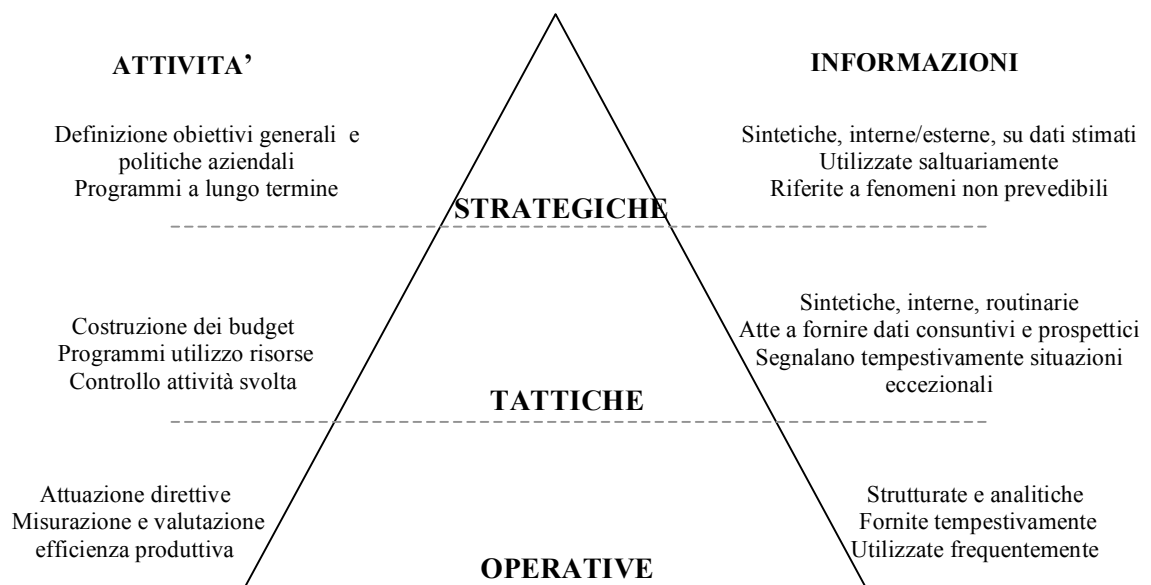 ATTIVITA’
INFORMAZIONI
Definizione obiettivi generali e
politiche aziendali
Programmi a lungo termine
Sintetiche, interne/esterne, su dati stimati
Utilizzate saltuariamente
Riferite a fenomeni non prevedibili
STRATEGICHE
Costruzione dei budget
Programmi utilizzo risorse
Controllo attività svolta
Sintetiche, interne, routinarie
Atte a fornire dati consuntivi e prospettici
Segnalano tempestivamente situazioni
eccezionali
TATTICHE
Attuazione direttive
Misurazione e valutazione
efficienza produttiva
Strutturate e analitiche
Fornite tempestivamente
Utilizzate frequentemente
OPERATIVE